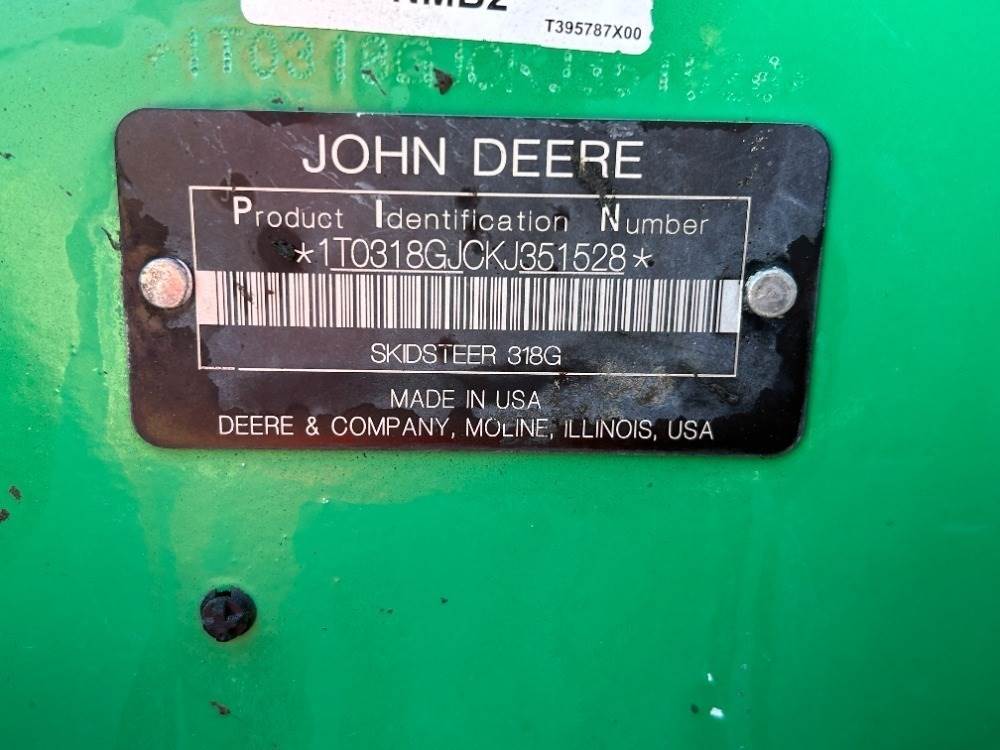 T395787X00
JOHN DEERE
Product Identification Number
*1T0318GJCKJ351528*
SKIDSTEER 318G
MADE IN USA
DEERE & COMPANY, MOLINE, ILLINOIS, USA